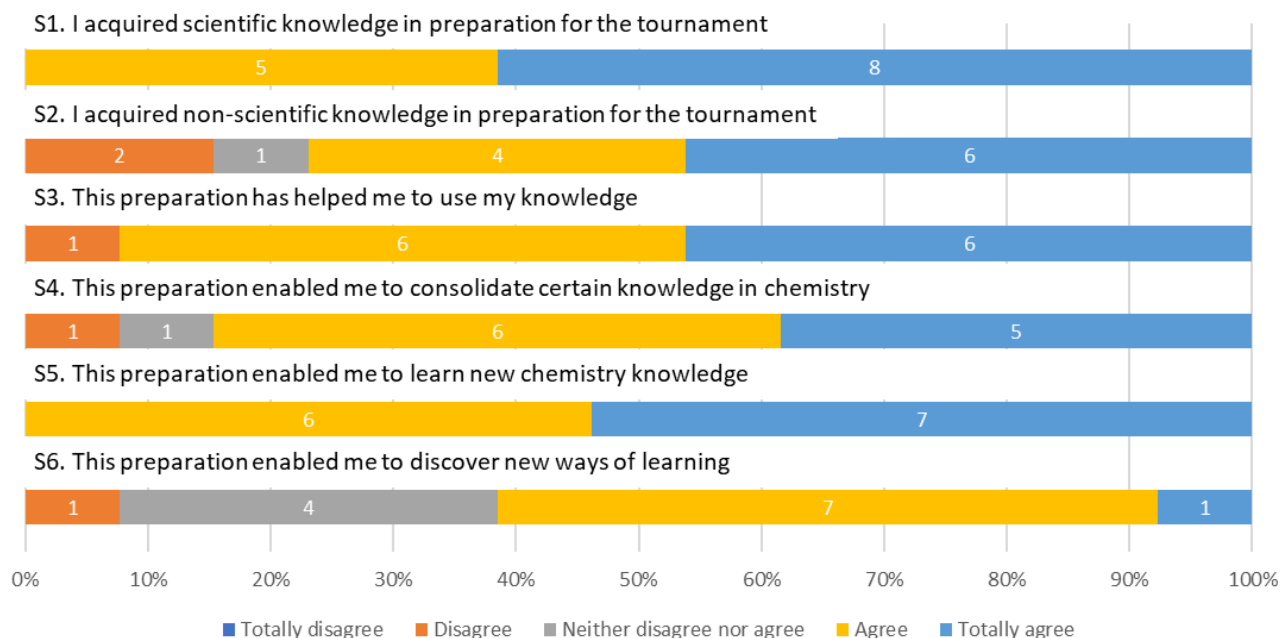 S1. I acquired scientific knowledge in preparation for the tournament
5 8
S2. I acquired non-scientific knowledge in preparation for the tournament
2 1 4 6
S3. This preparation has helped me to use my knowledge
1 6 6
S4. This preparation enabled me to consolidate certain knowledge in chemistry
1 1 6 5
S5. This preparation enabled me to learn new chemistry knowledge
6 7
S6. This preparation enabled me to discover new ways of learning
1 4 7 1
0% 10% 20% 30% 40% 50% 60% 70% 80% 90% 100%
Totally disagree Disagree Neither disagree nor agree Agree Totally agree